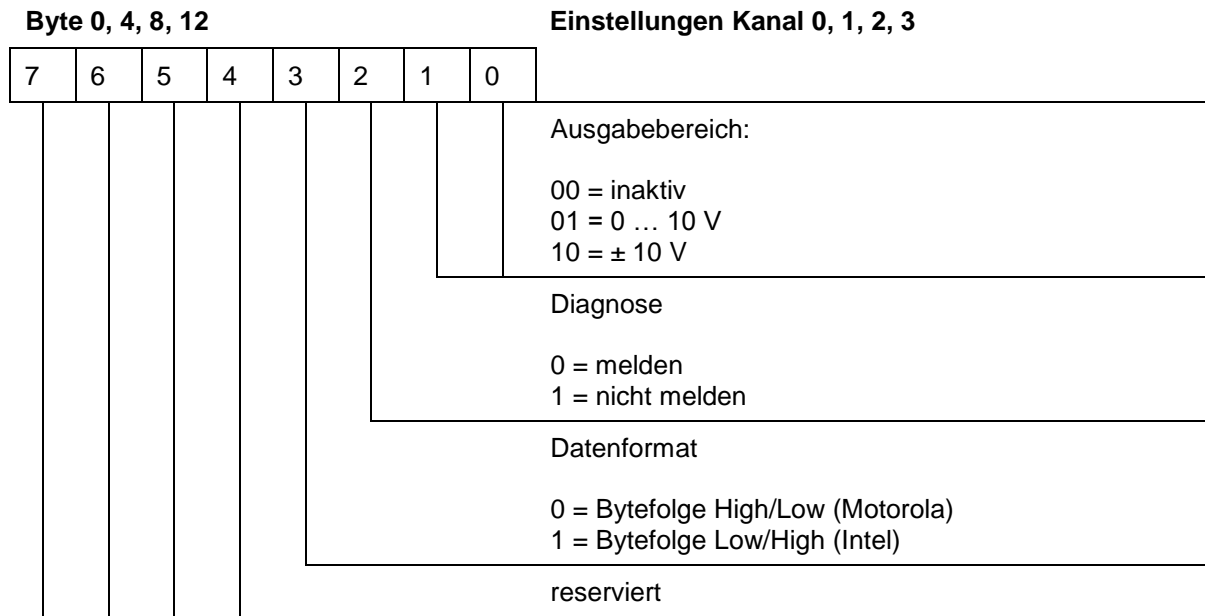 Byte 0, 4, 8, 12 Einstellungen Kanal 0, 1, 2, 3
7 6 5 4 3 2 1 0
Ausgabebereich:
00 = inaktiv
01 = 0 … 10 V
10 = ± 10 V
Diagnose
0 = melden
1 = nicht melden
Datenformat
0 = Bytefolge High/Low (Motorola)
1 = Bytefolge Low/High (Intel)
reserviert